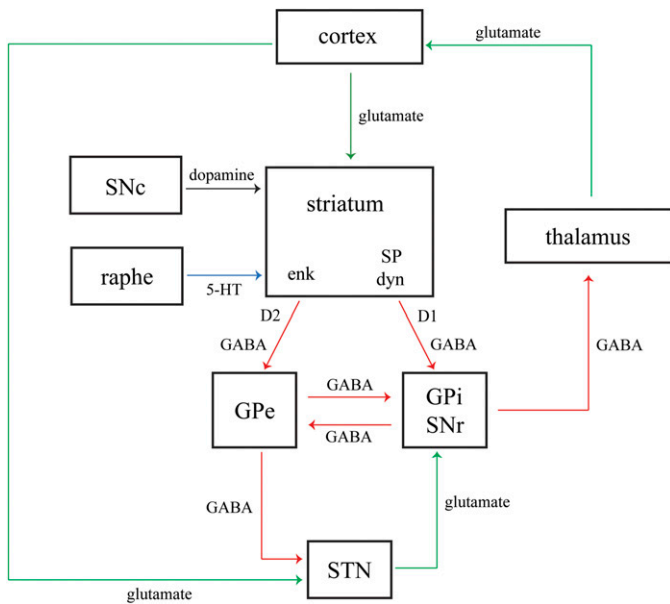 cortex
glutamate
glutamate
SNc
dopamine
striatum
thalamus
raphe
5-HT
enk
SP
dyn
D2
D1
GABA
GABA
GABA
GPe
GABA
GPi
SNr
GABA
GABA
glutamate
STN
glutamate